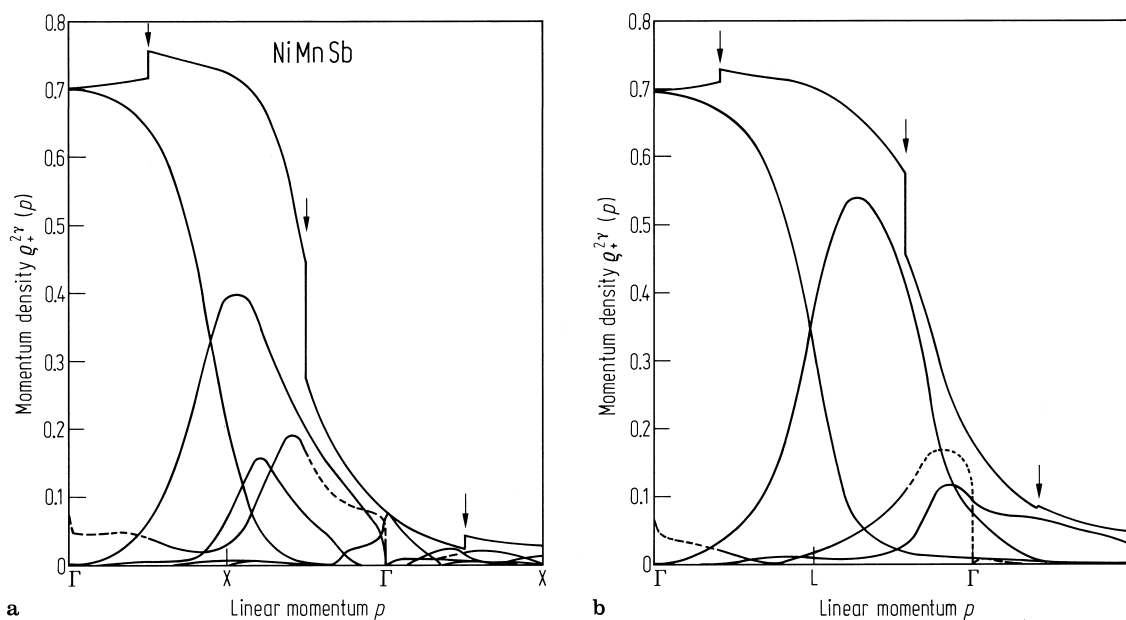 0.8
NiMnSb
0.7
0.6
0.5
0.4
0.3
0.2
0.1
0
Momentum density ϱ₊²ᵞ (p)
Γ X Γ X
Linear momentum p
a
0.8
0.7
0.6
0.5
0.4
0.3
0.2
0.1
0
Momentum density ϱ₊²ᵞ (p)
Γ L Γ
Linear momentum p
b